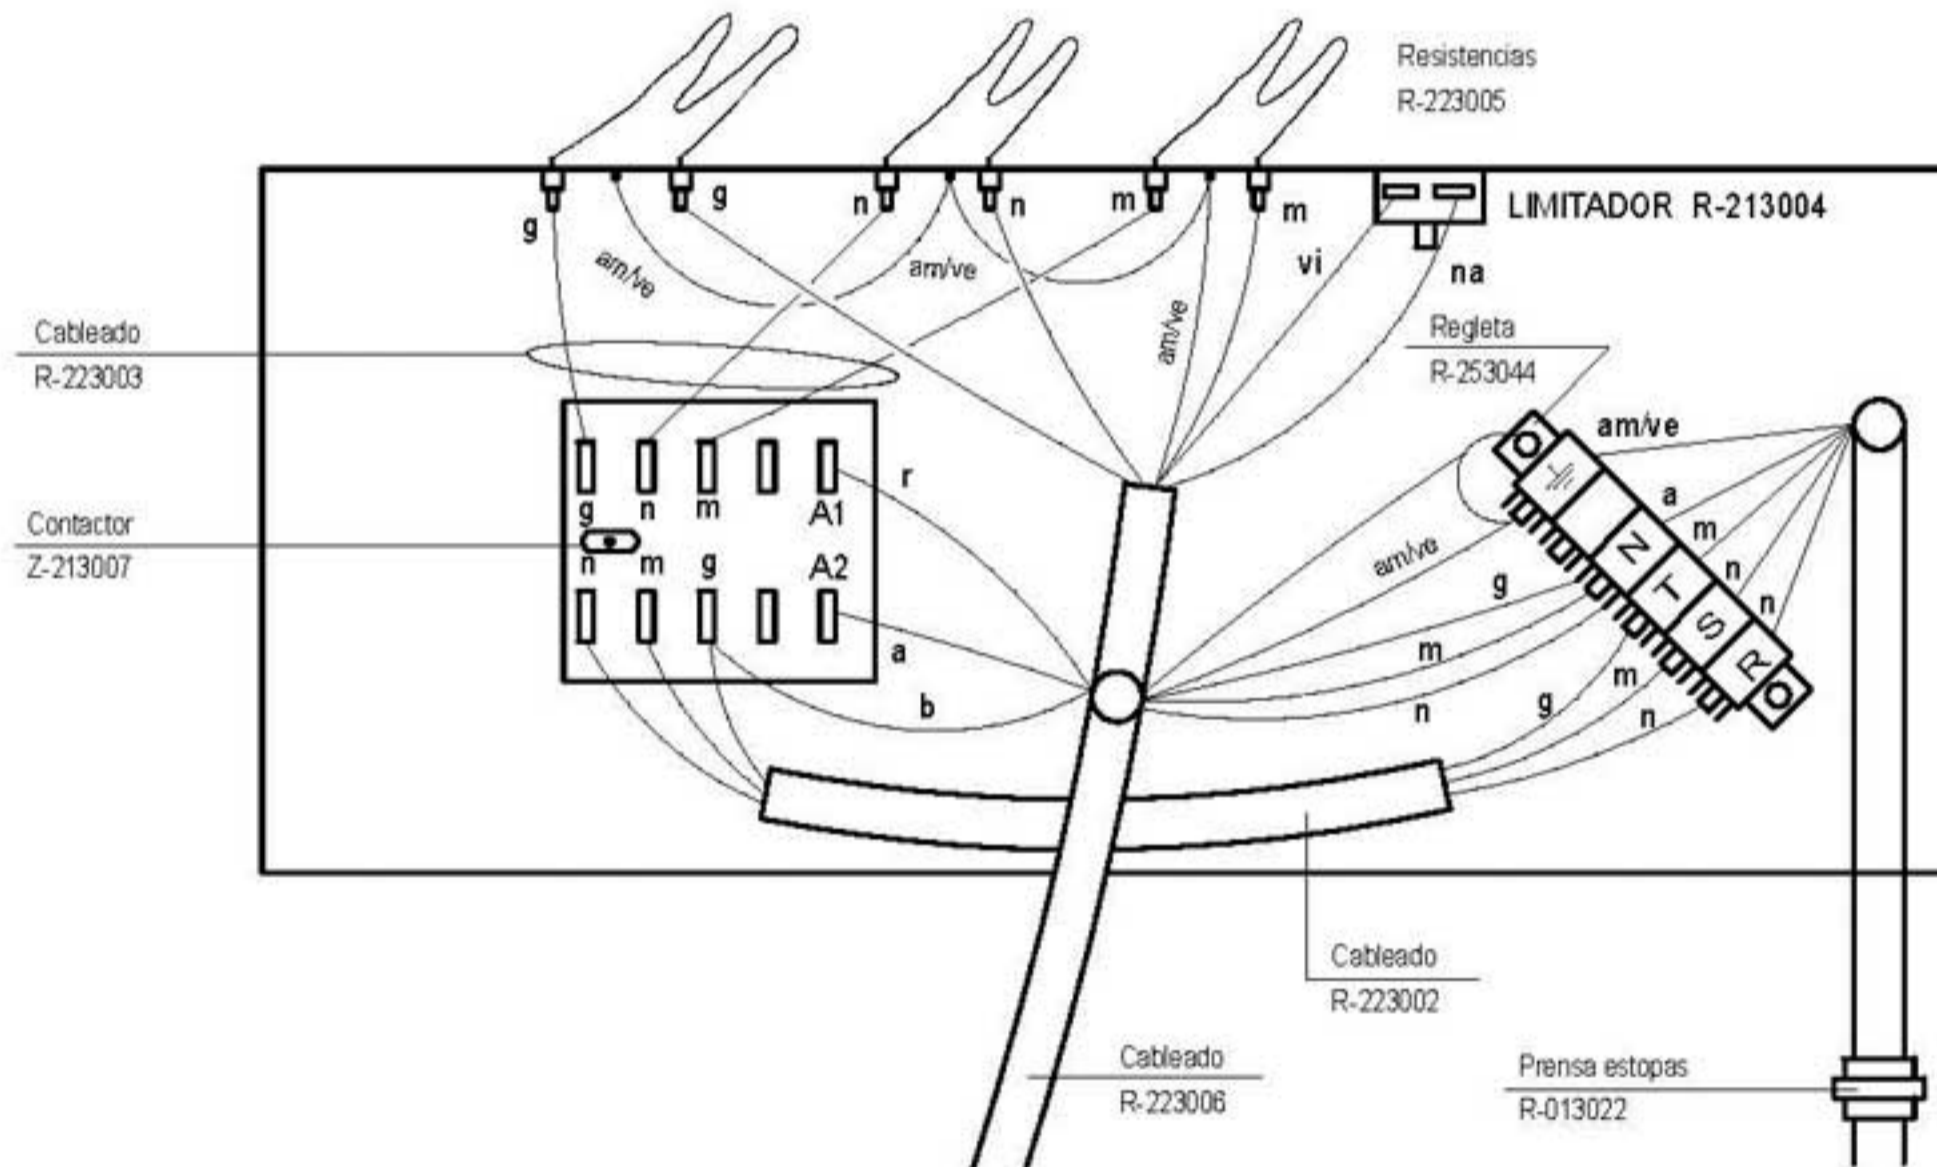 Resistencias
R-223005
g
g
n
n
m
m
LIMITADOR R-213004
am/ve
am/ve
am/ve
vi
na
Cableado
R-223003
Regleta
R-253044
am/ve
a
m
n
n
r
g n m A1
Contactor
Z-213007
n m g A2
a
b
am/ve
g
m
n
g
m
n
N
T
S
R
Cableado
R-223002
Cableado
R-223006
Prensa estopas
R-013022